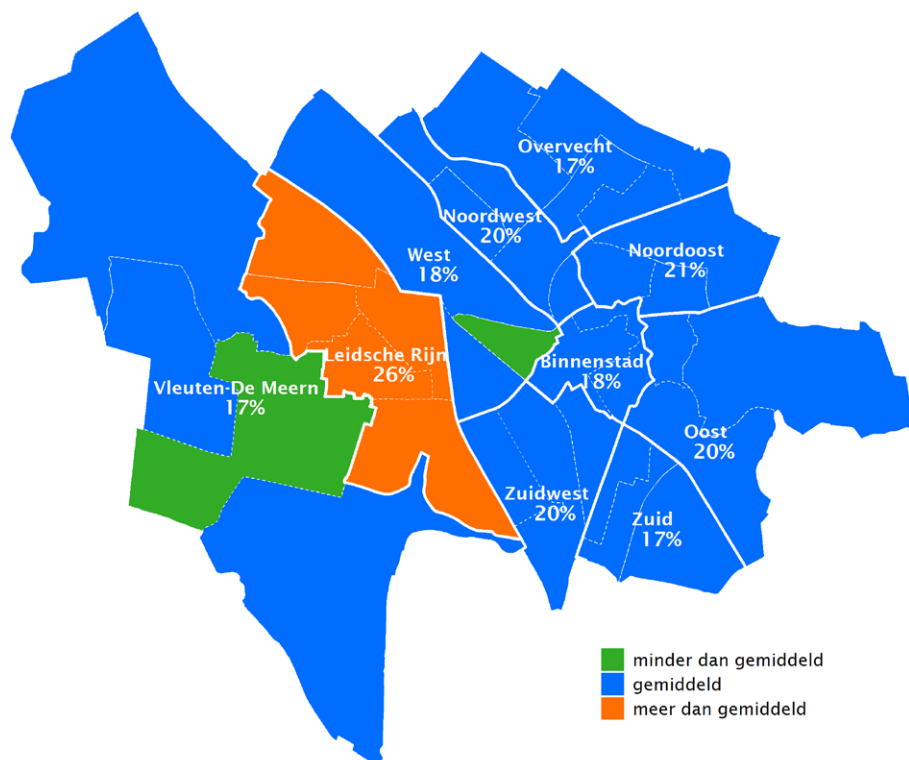 Overvecht
17%
Noordwest
20%
Noordoost
21%
West
18%
Leidsche Rijn
26%
Binnenstad
18%
Vleuten-De Meern
17%
Oost
20%
Zuidwest
20%
Zuid
17%
minder dan gemiddeld
gemiddeld
meer dan gemiddeld